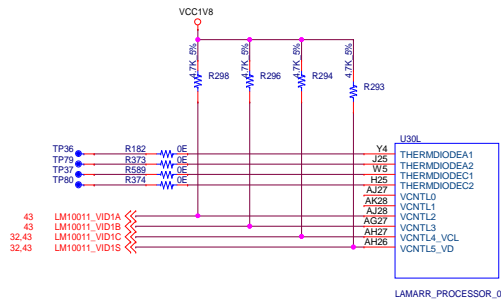 VCC1V8
4.7K 5% R298
4.7K 5% R296
4.7K 5% R294
4.7K 5% R293
U30L
TP36 R182 0E Y4 THERMDIODEA1
TP79 R373 0E J25 THERMDIODEA2
TP37 R589 0E W5 THERMDIODEC1
TP80 R374 0E H25 THERMDIODEC2
AJ27 VCNTL0
AK28 VCNTL1
43 LM10011_VID1A AJ28 VCNTL2
43 LM10011_VID1B AG27 VCNTL3
32,43 LM10011_VID1C AH27 VCNTL4_VCL
32,43 LM10011_VID1S AH26 VCNTL5_VD
LAMARR_PROCESSOR_0